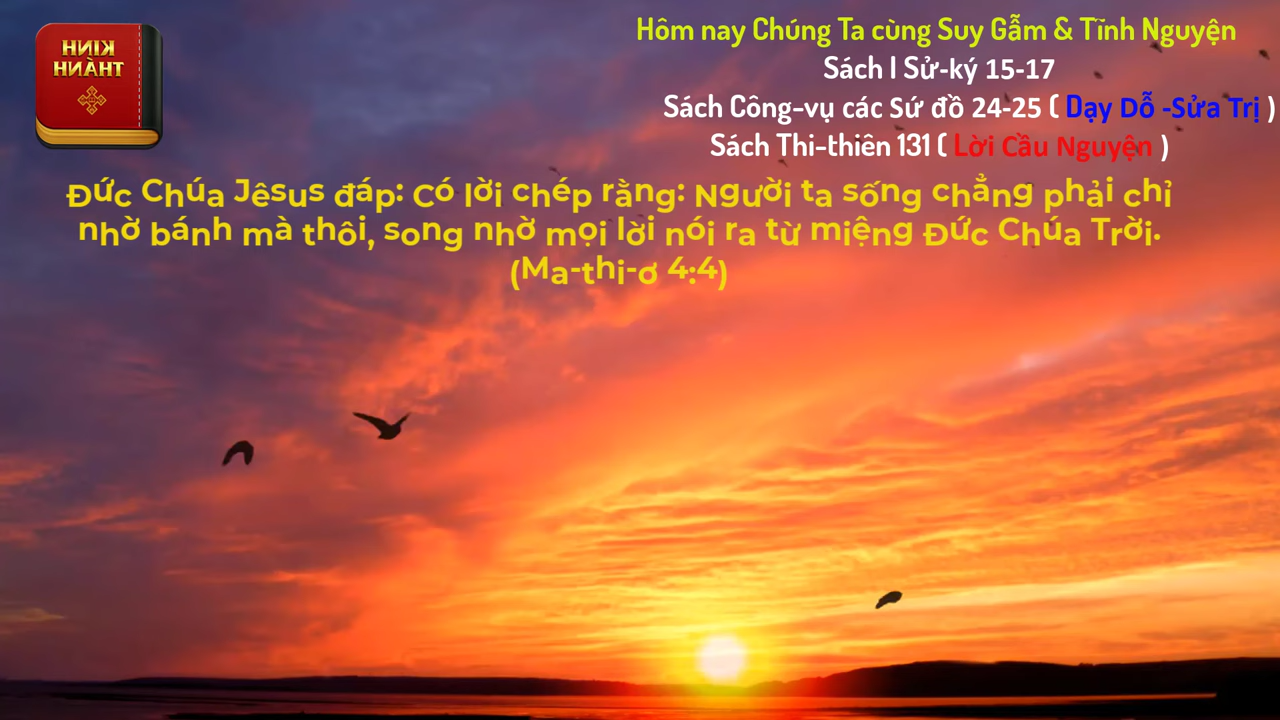 KINH
THÀNH
Hôm nay Chúng Ta cùng Suy Gẫm & Tĩnh Nguyện
Sách I Sử-ký 15-17
Sách Công-vụ các Sứ đồ 24-25 ( Dạy Dỗ -Sửa Trị )
Sách Thi-thiên 131 ( Lời Cầu Nguyện )
Đức Chúa Jêsus đáp: Có lời chép rằng: Người ta sống chẳng phải chỉ
nhờ bánh mà thôi, song nhờ mọi lời nói ra từ miệng Đức Chúa Trời.
(Ma-thi-ơ 4:4)